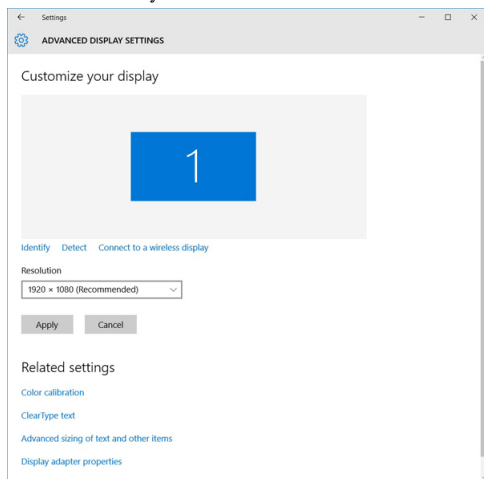 Settings
ADVANCED DISPLAY SETTINGS
Customize your display
1
Identify Detect Connect to a wireless display
Resolution
1920 × 1080 (Recommended)
Apply Cancel
Related settings
Color calibration
ClearType text
Advanced sizing of text and other items
Display adapter properties